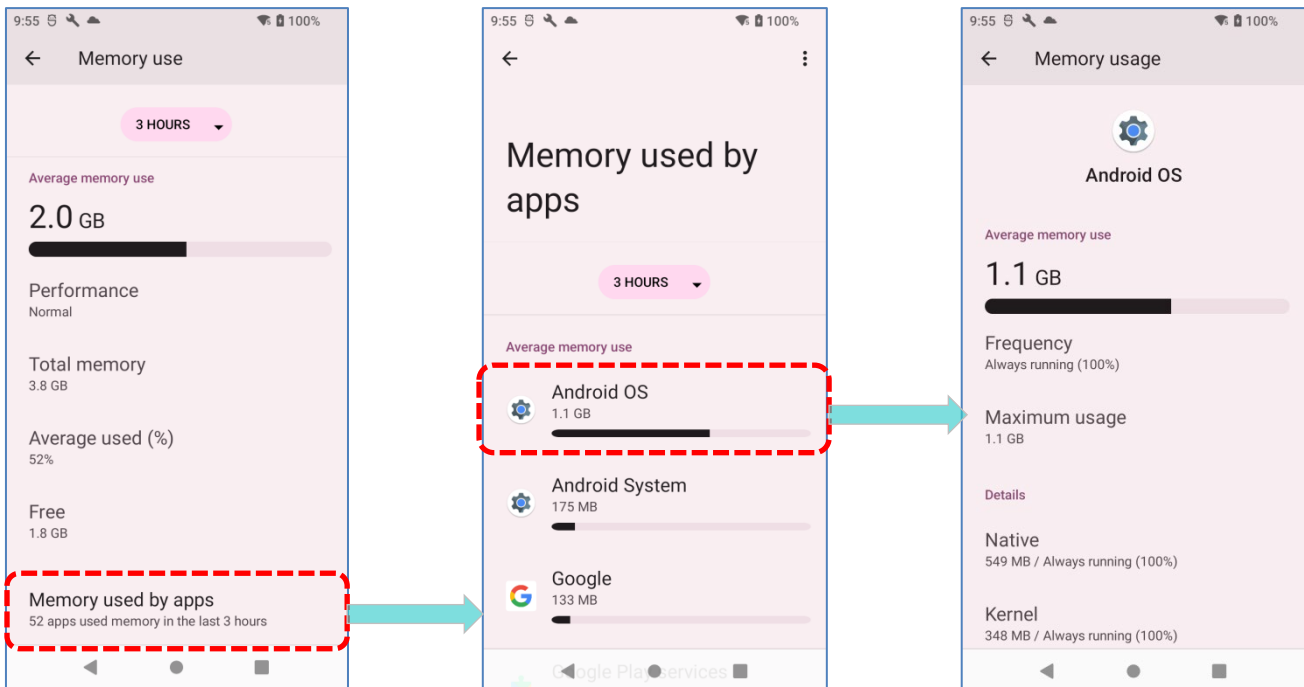 9:55 100%
Memory use
3 HOURS
Average memory use
2.0 GB
Performance
Normal
Total memory
3.8 GB
Average used (%)
52%
Free
1.8 GB
Memory used by apps
52 apps used memory in the last 3 hours
9:55 100%
Memory used by
apps
3 HOURS
Average memory use
Android OS
1.1 GB
Android System
175 MB
Google
133 MB
Google Play services
9:55 100%
Memory usage
Android OS
Average memory use
1.1 GB
Frequency
Always running (100%)
Maximum usage
1.1 GB
Details
Native
549 MB / Always running (100%)
Kernel
348 MB / Always running (100%)